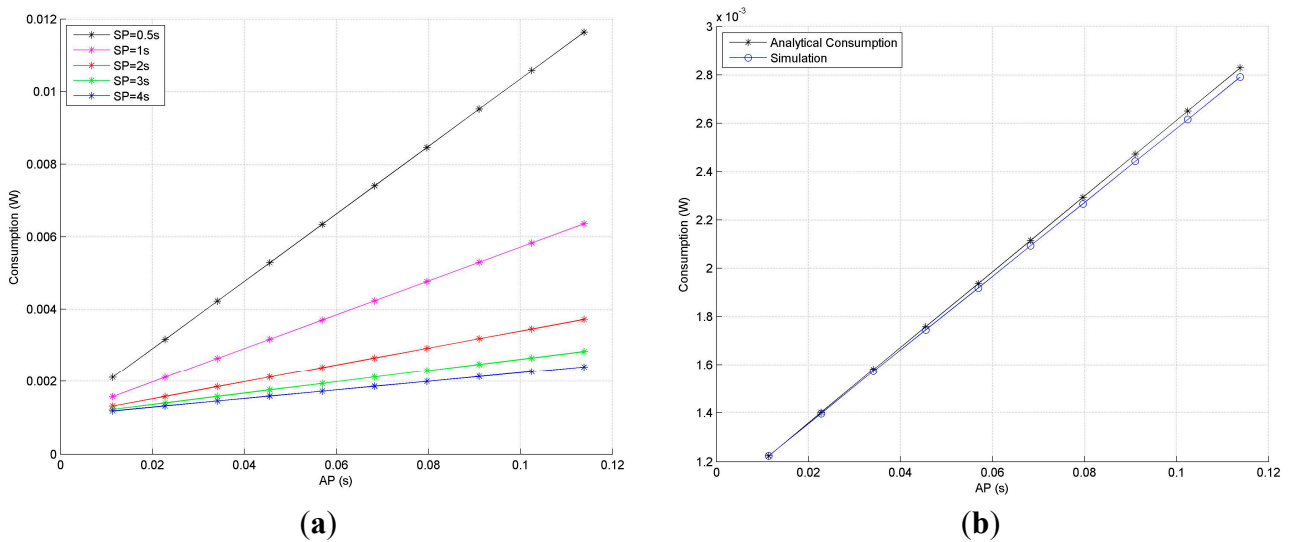 0.012
0.01
0.008
0.006
0.004
0.002
0
Consumption (W)
SP=0.5s
SP=1s
SP=2s
SP=3s
SP=4s
0 0.02 0.04 0.06 0.08 0.1 0.12
AP (s)
(a)
3 x 10⁻³
2.8
2.6
2.4
2.2
2
1.8
1.6
1.4
1.2
Consumption (W)
Analytical Consumption
Simulation
0 0.02 0.04 0.06 0.08 0.1 0.12
AP (s)
(b)